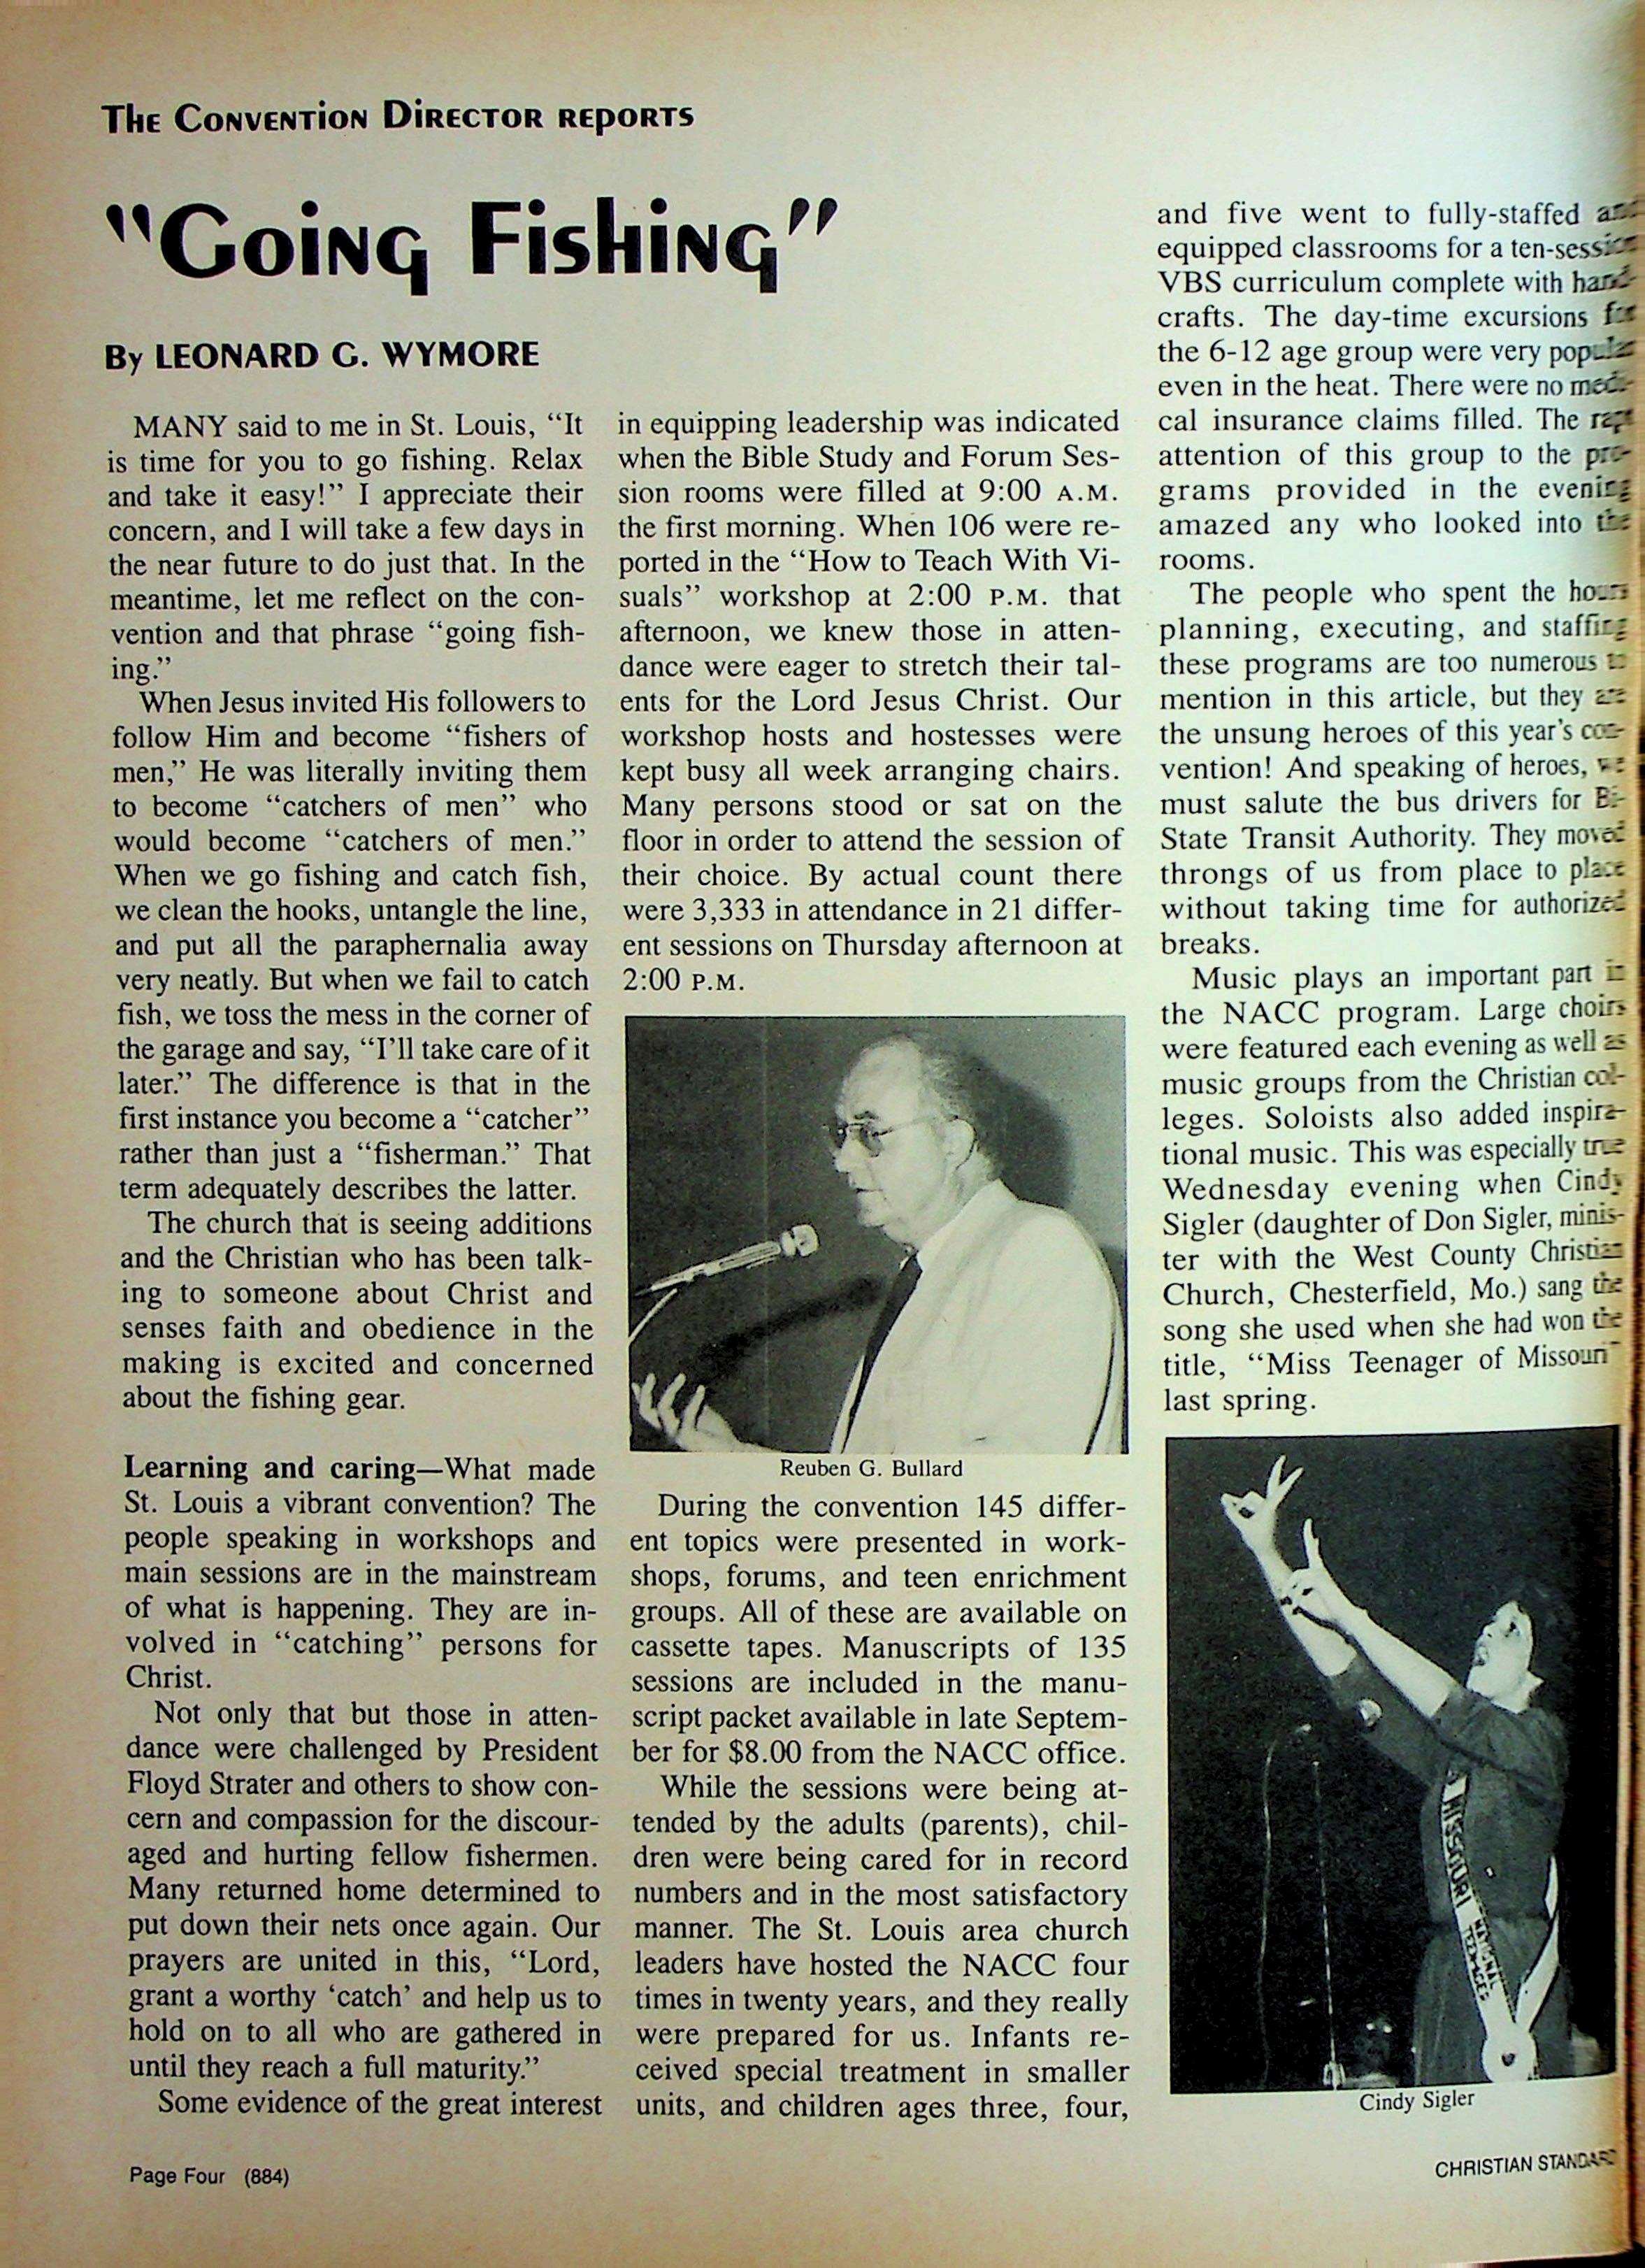 The Convention Director reports
"Going Fishing"
By LEONARD G. WYMORE
MANY said to me in St. Louis, “It
is time for you to go fishing. Relax
and take it easy!” I appreciate their
concern, and I will take a few days in
the near future to do just that. In the
meantime, let me reflect on the con-
vention and that phrase “going fish-
ing.”
When Jesus invited His followers to
follow Him and become “fishers of
men,” He was literally inviting them
to become “catchers of men” who
would become “catchers of men.”
When we go fishing and catch fish,
we clean the hooks, untangle the line,
and put all the paraphernalia away
very neatly. But when we fail to catch
fish, we toss the mess in the corner of
the garage and say, “I’ll take care of it
later.” The difference is that in the
first instance you become a “catcher”
rather than just a “fisherman.” That
term adequately describes the latter.
The church that is seeing additions
and the Christian who has been talk-
ing to someone about Christ and
senses faith and obedience in the
making is excited and concerned
about the fishing gear.
Learning and caring—What made
St. Louis a vibrant convention? The
people speaking in workshops and
main sessions are in the mainstream
of what is happening. They are in-
volved in “catching” persons for
Christ.
Not only that but those in atten-
dance were challenged by President
Floyd Strater and others to show con-
cern and compassion for the discour-
aged and hurting fellow fishermen.
Many returned home determined to
put down their nets once again. Our
prayers are united in this, “Lord,
grant a worthy ‘catch’ and help us to
hold on to all who are gathered in
until they reach a full maturity.”
Some evidence of the great interest
in equipping leadership was indicated
when the Bible Study and Forum Ses-
sion rooms were filled at 9:00 A.M.
the first morning. When 106 were re-
ported in the “How to Teach With Vi-
suals” workshop at 2:00 P.M. that
afternoon, we knew those in atten-
dance were eager to stretch their tal-
ents for the Lord Jesus Christ. Our
workshop hosts and hostesses were
kept busy all week arranging chairs.
Many persons stood or sat on the
floor in order to attend the session of
their choice. By actual count there
were 3,333 in attendance in 21 differ-
ent sessions on Thursday afternoon at
2:00 P.M.
Reuben G. Bullard
During the convention 145 differ-
ent topics were presented in work-
shops, forums, and teen enrichment
groups. All of these are available on
cassette tapes. Manuscripts of 135
sessions are included in the manu-
script packet available in late Septem-
ber for $8.00 from the NACC office.
While the sessions were being at-
tended by the adults (parents), chil-
dren were being cared for in record
numbers and in the most satisfactory
manner. The St. Louis area church
leaders have hosted the NACC four
times in twenty years, and they really
were prepared for us. Infants re-
ceived special treatment in smaller
units, and children ages three, four,
and five went to fully-staffed and
equipped classrooms for a ten-session
VBS curriculum complete with hand-
crafts. The day-time excursions for
the 6-12 age group were very popular
even in the heat. There were no medi-
cal insurance claims filled. The rapt
attention of this group to the pro-
grams provided in the evening
amazed any who looked into the
rooms.
The people who spent the hours
planning, executing, and staffing
these programs are too numerous to
mention in this article, but they are
the unsung heroes of this year’s con-
vention! And speaking of heroes, we
must salute the bus drivers for Bi-
State Transit Authority. They moved
throngs of us from place to place
without taking time for authorized
breaks.
Music plays an important part in
the NACC program. Large choirs
were featured each evening as well as
music groups from the Christian col-
leges. Soloists also added inspira-
tional music. This was especially true
Wednesday evening when Cindy
Sigler (daughter of Don Sigler, minis-
ter with the West County Christian
Church, Chesterfield, Mo.) sang the
song she used when she had won the
title, “Miss Teenager of Missouri”
last spring.
MISSOURI NATIONAL
TEENAGER
Cindy Sigler
Page Four (884)
CHRISTIAN STANDARD